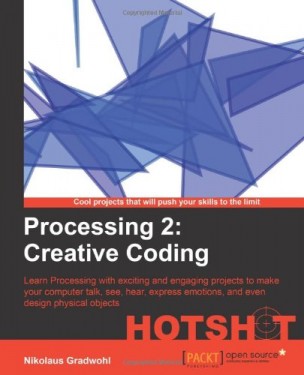 Cool projects that will push your skills to the limit
Processing 2:
Creative Coding
Learn Processing with exciting and engaging projects to make
your computer talk, see, hear, express emotions, and even
design physical objects
HOTSHOT
Nikolaus Gradwohl
[PACKT]
open source*
PUBLISHING